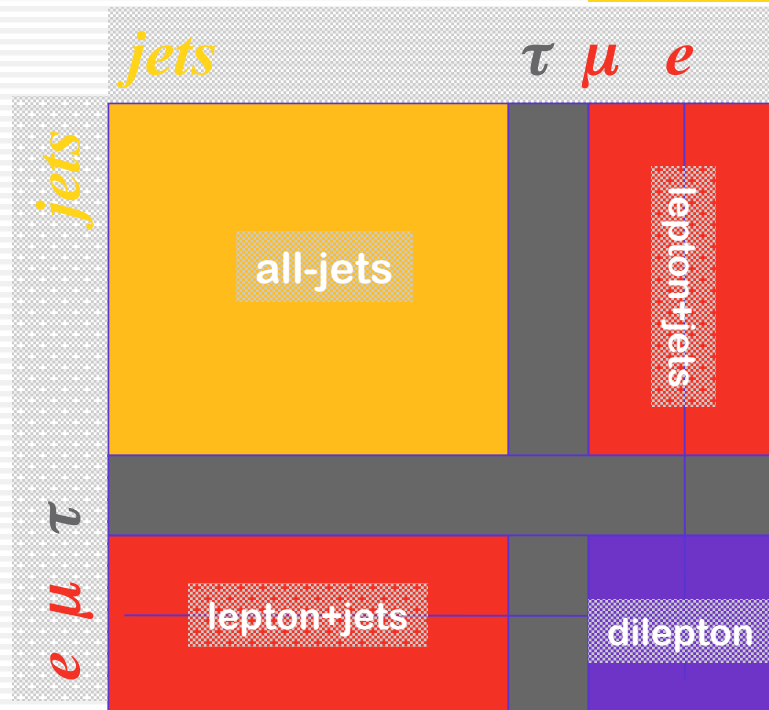 jets τ μ e
jets
all-jets
lepton+jets
τ
μ
e
lepton+jets
dilepton